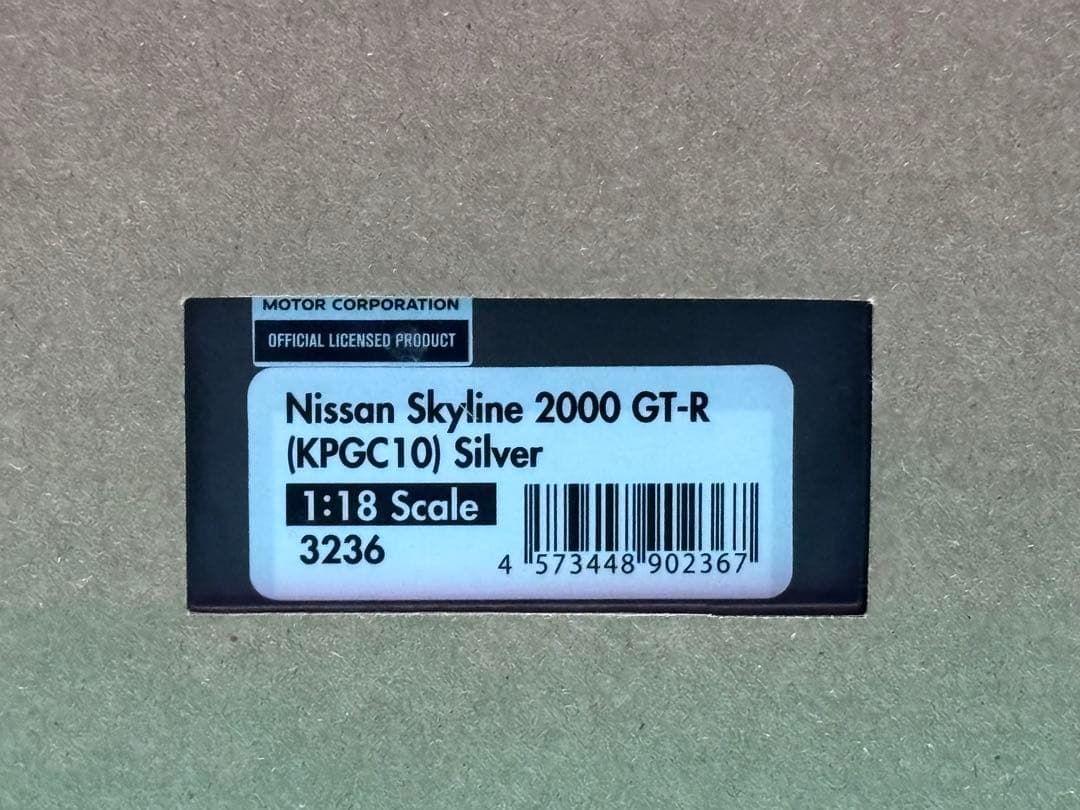 MOTOR CORPORATION
OFFICIAL LICENSED PRODUCT
Nissan Skyline 2000 GT-R
(KPGC10) Silver
1:18 Scale
3236
4 573448 902367